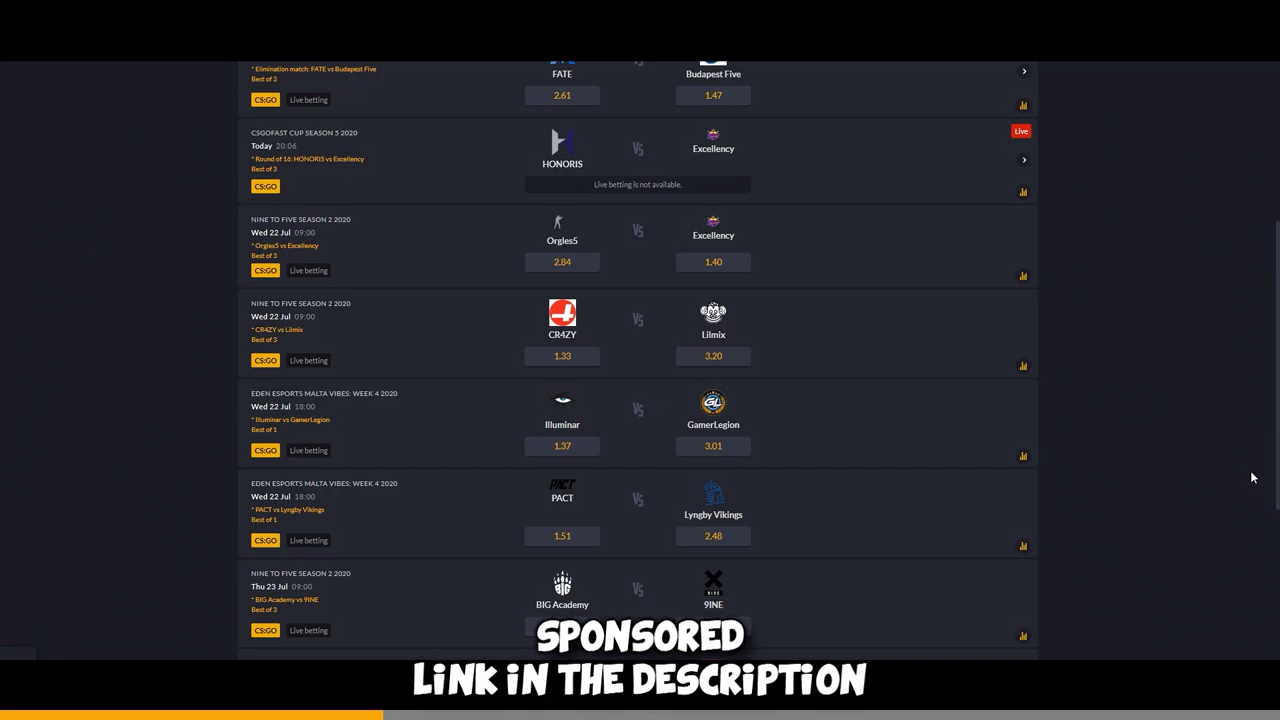 * Elimination match: FATE vs Budapest Five
Best of 3
CS:GO Live betting
FATE
Budapest Five
2.61
1.47
CSGOFAST CUP SEASON 5 2020
Today 20:06
* Round of 16; HONORIS vs Excellency
Best of 3
CS:GO
HONORIS
VS
Excellency
Live betting is not available.
Live
NINE TO FIVE SEASON 2 2020
Wed 22 Jul 09:00
* Orgles5 vs Excellency
Best of 3
CS:GO Live betting
Orgles5
VS
Excellency
2.84
1.40
NINE TO FIVE SEASON 2 2020
Wed 22 Jul 09:00
* CR4ZY vs Lilmix
Best of 3
CS:GO Live betting
CR4ZY
VS
Lilmix
1.33
3.20
EDEN ESPORTS MALTA VIBES: WEEK 4 2020
Wed 22 Jul 18:00
* Illuminar vs GamerLegion
Best of 1
CS:GO Live betting
Illuminar
VS
GL
GamerLegion
1.37
3.01
EDEN ESPORTS MALTA VIBES: WEEK 4 2020
Wed 22 Jul 18:00
* PACT vs Lyngby Vikings
Best of 1
CS:GO Live betting
PACT
PACT
VS
Lyngby Vikings
1.51
2.48
NINE TO FIVE SEASON 2 2020
Thu 23 Jul 09:00
* BIG Academy vs 9INE
Best of 3
CS:GO Live betting
BIG
BIG Academy
VS
NINE
9INE
SPONSORED
LINK IN THE DESCRIPTION